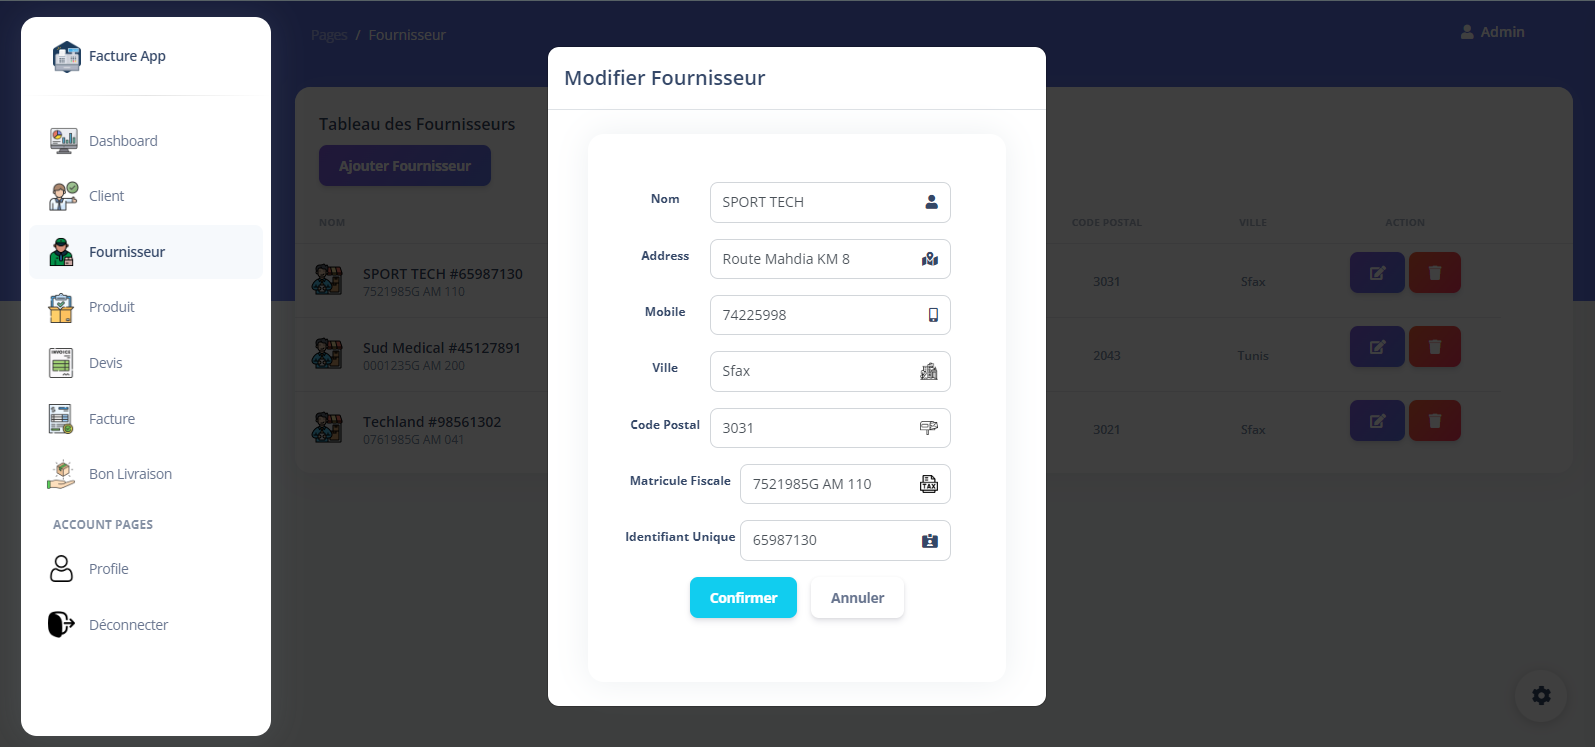 Facture App
Dashboard
Client
Fournisseur
Produit
Devis
Facture
Bon Livraison
ACCOUNT PAGES
Profile
Déconnecter
Pages / Fournisseur
Admin
Tableau des Fournisseurs
Ajouter Fournisseur
NOM CODE POSTAL VILLE ACTION
SPORT TECH #65987130
7521985G AM 110
3031 Sfax
Sud Medical #45127891
0001235G AM 200
2043 Tunis
Techland #98561302
0761985G AM 041
3021 Sfax
Modifier Fournisseur
Nom SPORT TECH
Address Route Mahdia KM 8
Mobile 74225998
Ville Sfax
Code Postal 3031
Matricule Fiscale 7521985G AM 110
TAX
Identifiant Unique 65987130
Confirmer Annuler